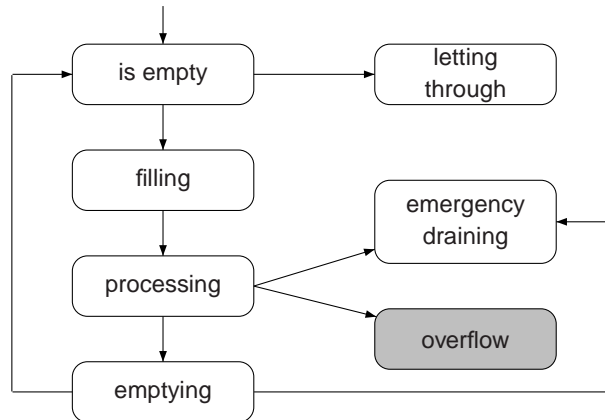 is empty
letting
through
filling
emergency
draining
processing
overflow
emptying